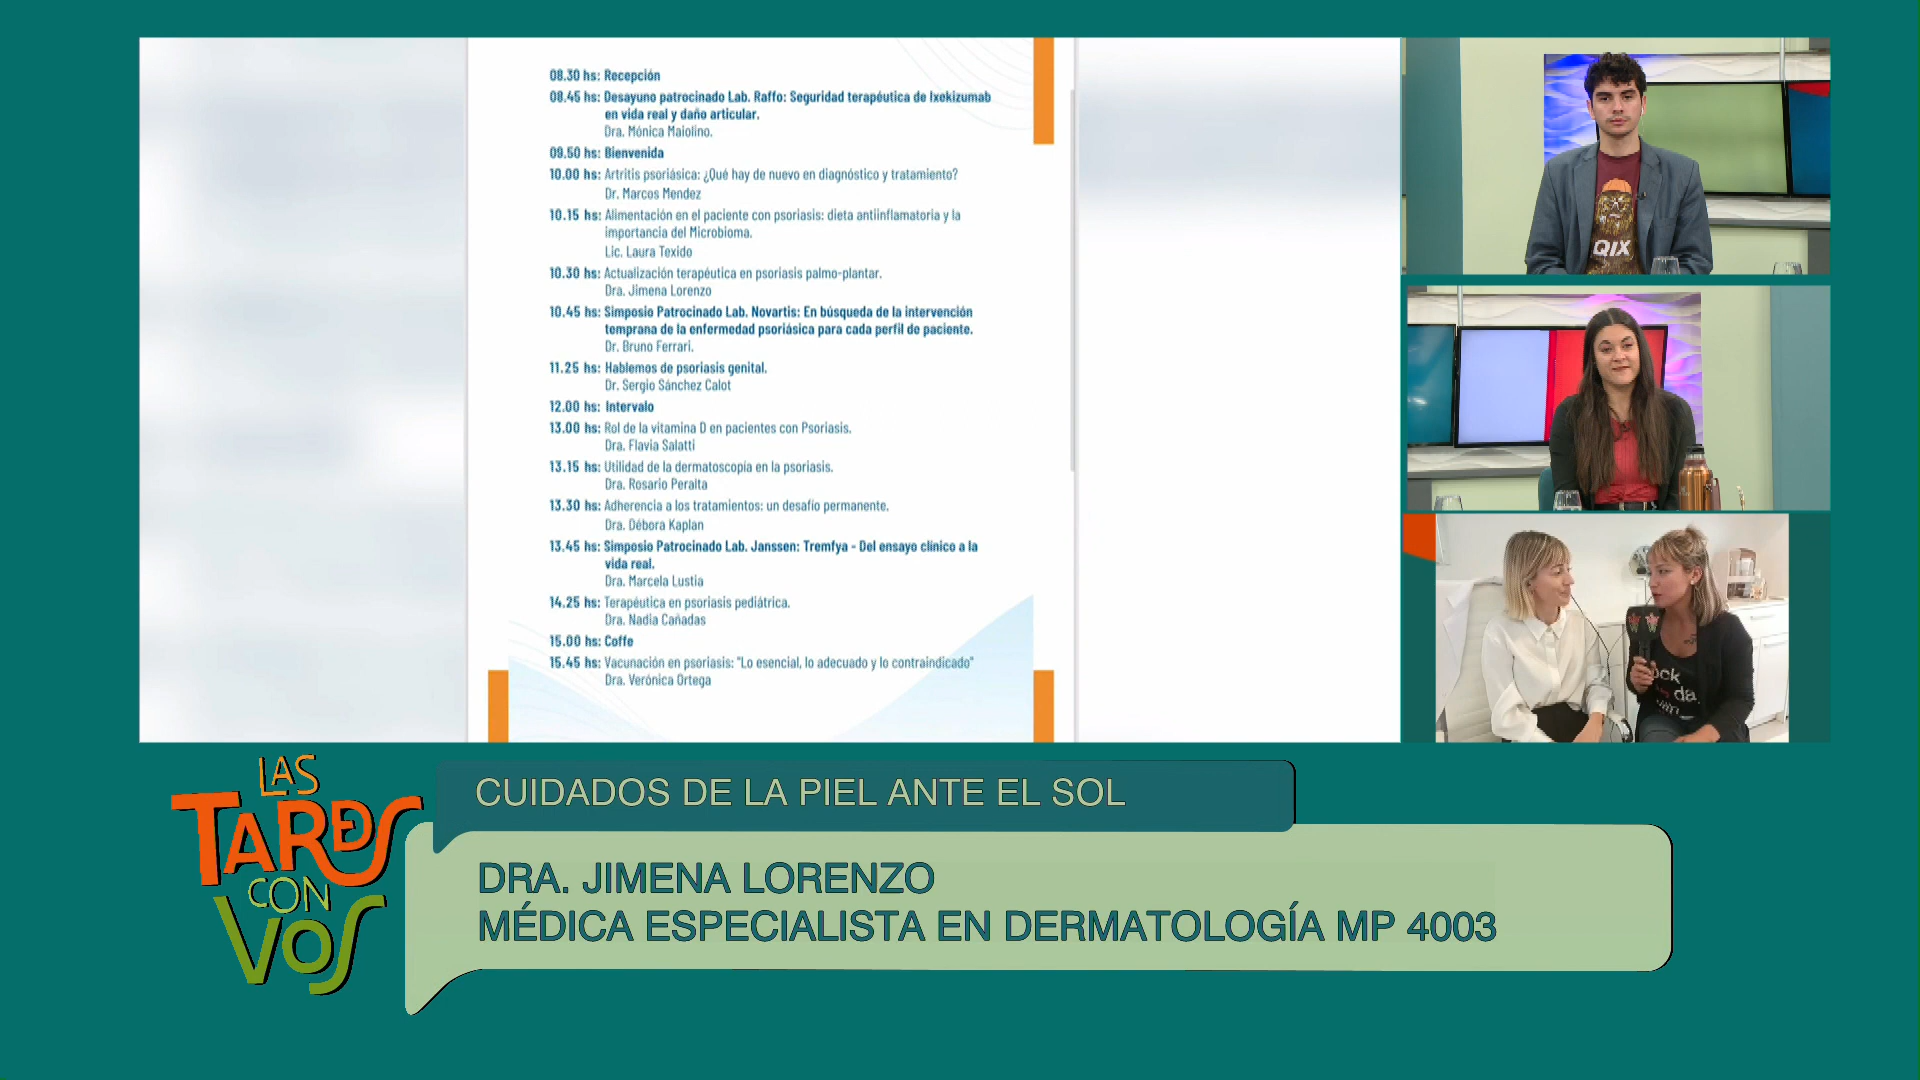 08.30 hs: Recepción
08.45 hs: Desayuno patrocinado Lab. Raffo: Seguridad terapéutica de Ixekizumab
en vida real y daño articular.
Dra. Mónica Maiolino.
09.50 hs: Bienvenida
10.00 hs: Artritis psoriásica: ¿Qué hay de nuevo en diagnóstico y tratamiento?
Dr. Marcos Mendez
10.15 hs: Alimentación en el paciente con psoriasis: dieta antiinflamatoria y la
importancia del Microbioma.
Lic. Laura Texido
10.30 hs: Actualización terapéutica en psoriasis palmo-plantar.
Dra. Jimena Lorenzo
10.45 hs: Simposio Patrocinado Lab. Novartis: En búsqueda de la intervención
temprana de la enfermedad psoriásica para cada perfil de paciente.
Dr. Bruno Ferrari.
11.25 hs: Hablemos de psoriasis genital.
Dr. Sergio Sánchez Calot
12.00 hs: Intervalo
13.00 hs: Rol de la vitamina D en pacientes con Psoriasis.
Dra. Flavia Salatti
13.15 hs: Utilidad de la dermatoscopía en la psoriasis.
Dra. Rosario Peralta
13.30 hs: Adherencia a los tratamientos: un desafío permanente.
Dra. Débora Kaplan
13.45 hs: Simposio Patrocinado Lab. Janssen: Tremfya - Del ensayo clínico a la
vida real.
Dra. Marcela Lustia
14.25 hs: Terapéutica en psoriasis pediátrica.
Dra. Nadia Cañadas
15.00 hs: Coffe
15.45 hs: Vacunación en psoriasis: "Lo esencial, lo adecuado y lo contraindicado"
Dra. Verónica Ortega
QIX
LAS
TARDES
CON
VOS
CUIDADOS DE LA PIEL ANTE EL SOL
DRA. JIMENA LORENZO
MÉDICA ESPECIALISTA EN DERMATOLOGÍA MP 4003